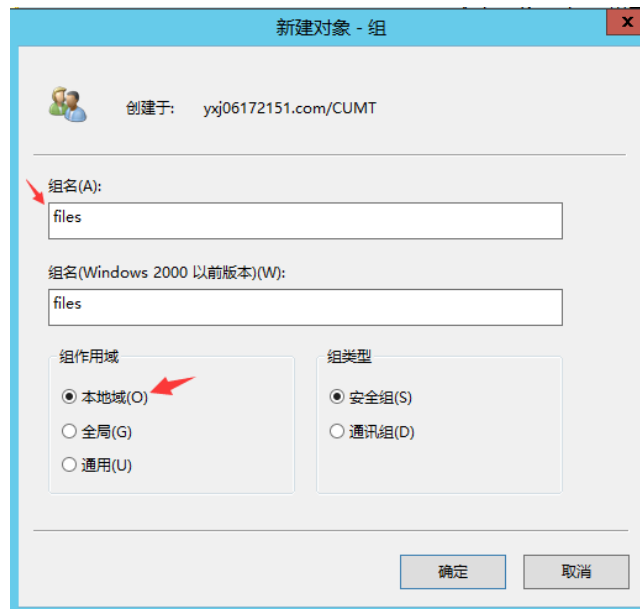 新建对象 - 组
x
创建于: yxj06172151.com/CUMT
组名(A):
files
组名(Windows 2000 以前版本)(W):
files
组作用域
本地域(O)
全局(G)
通用(U)
组类型
安全组(S)
通讯组(D)
确定
取消